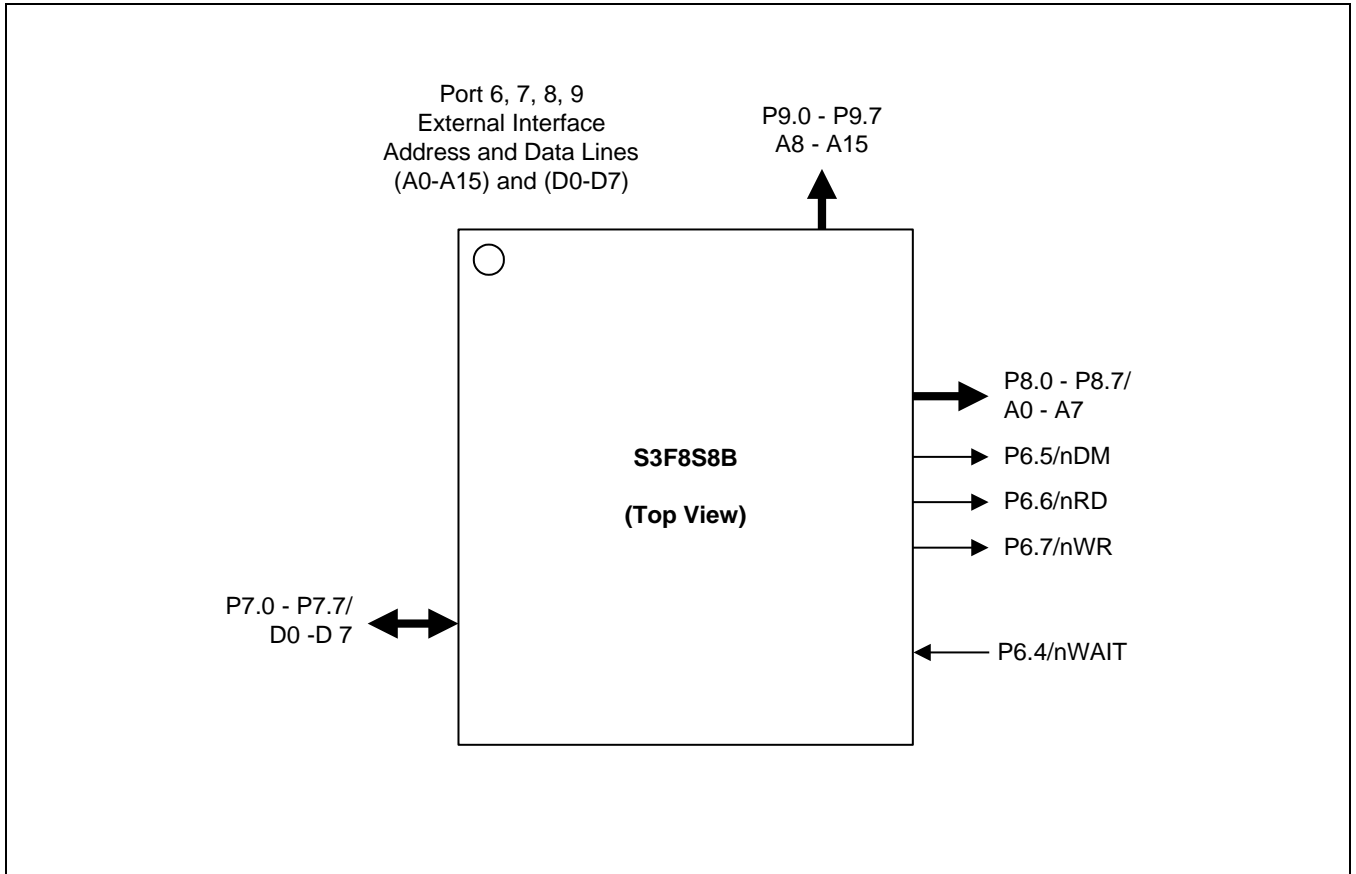 Port 6, 7, 8, 9
External Interface
Address and Data Lines
(A0-A15) and (D0-D7)
P9.0 - P9.7
A8 - A15
P8.0 - P8.7/
A0 - A7
S3F8S8B
(Top View)
P6.5/nDM
P6.6/nRD
P6.7/nWR
P7.0 - P7.7/
D0 -D 7
P6.4/nWAIT